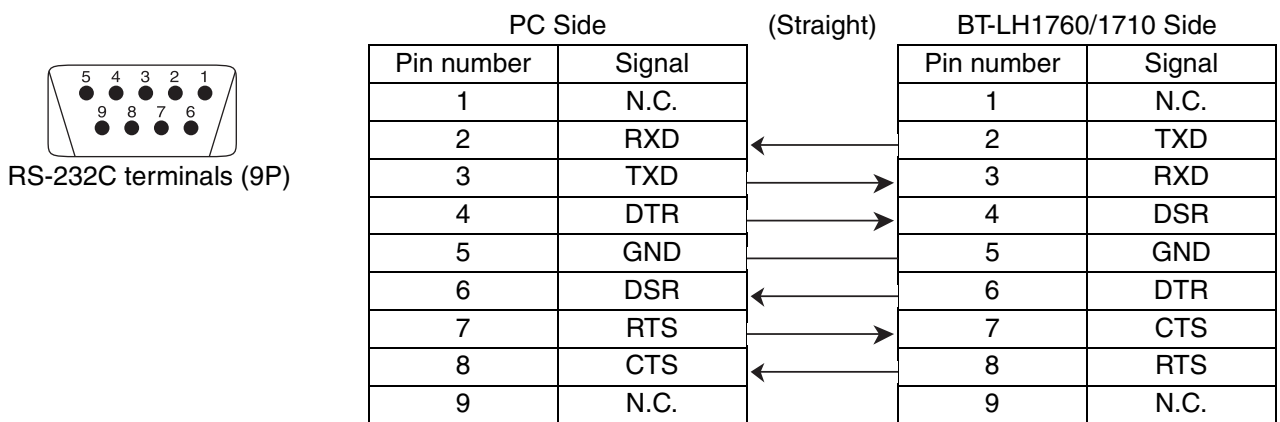 PC Side (Straight) BT-LH1760/1710 Side
Pin number Signal Pin number Signal
5 4 3 2 1
9 8 7 6
RS-232C terminals (9P)
1 N.C. 1 N.C.
2 RXD 2 TXD
3 TXD 3 RXD
4 DTR 4 DSR
5 GND 5 GND
6 DSR 6 DTR
7 RTS 7 CTS
8 CTS 8 RTS
9 N.C. 9 N.C.